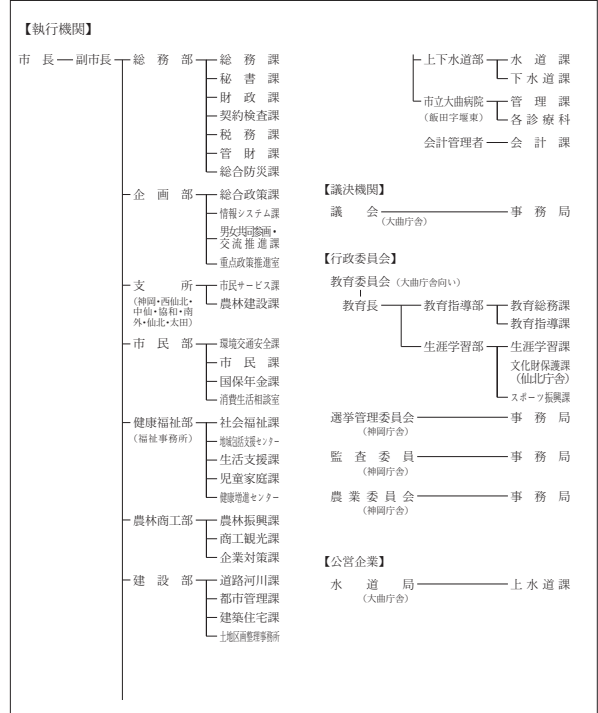 【執行機関】
市長 副市長 総務部 総務課
秘書課
財政課
契約検査課
税務課
管財課
総合防災課
企画部 総合政策課
情報システム課
男女共同参画・
交流推進課
重点政策推進室
支所 市民サービス課
(神岡・西仙北・
中仙・協和・南
外・仙北・太田)
農林建設課
市民部 環境交通安全課
市民課
国保年金課
消費生活相談室
健康福祉部 社会福祉課
(福祉事務所)
地域包括支援センター
生活支援課
児童家庭課
健康増進センター
農林商工部 農林振興課
商工観光課
企業対策課
建設部 道路河川課
都市管理課
建築住宅課
土地区画整理事務所
上下水道部 水道課
下水道課
市立大曲病院 管理課
(飯田字堰東)
各診療科
会計管理者 会計課
【議決機関】
議会 事務局
(大曲庁舎)
【行政委員会】
教育委員会 (大曲庁舎向い)
教育長 教育指導部 教育総務課
教育指導課
生涯学習部 生涯学習課
文化財保護課
(仙北庁舎)
スポーツ振興課
選挙管理委員会 事務局
(神岡庁舎)
監査委員 事務局
(神岡庁舎)
農業委員会 事務局
(神岡庁舎)
【公営企業】
水道局 上水道課
(大曲庁舎)